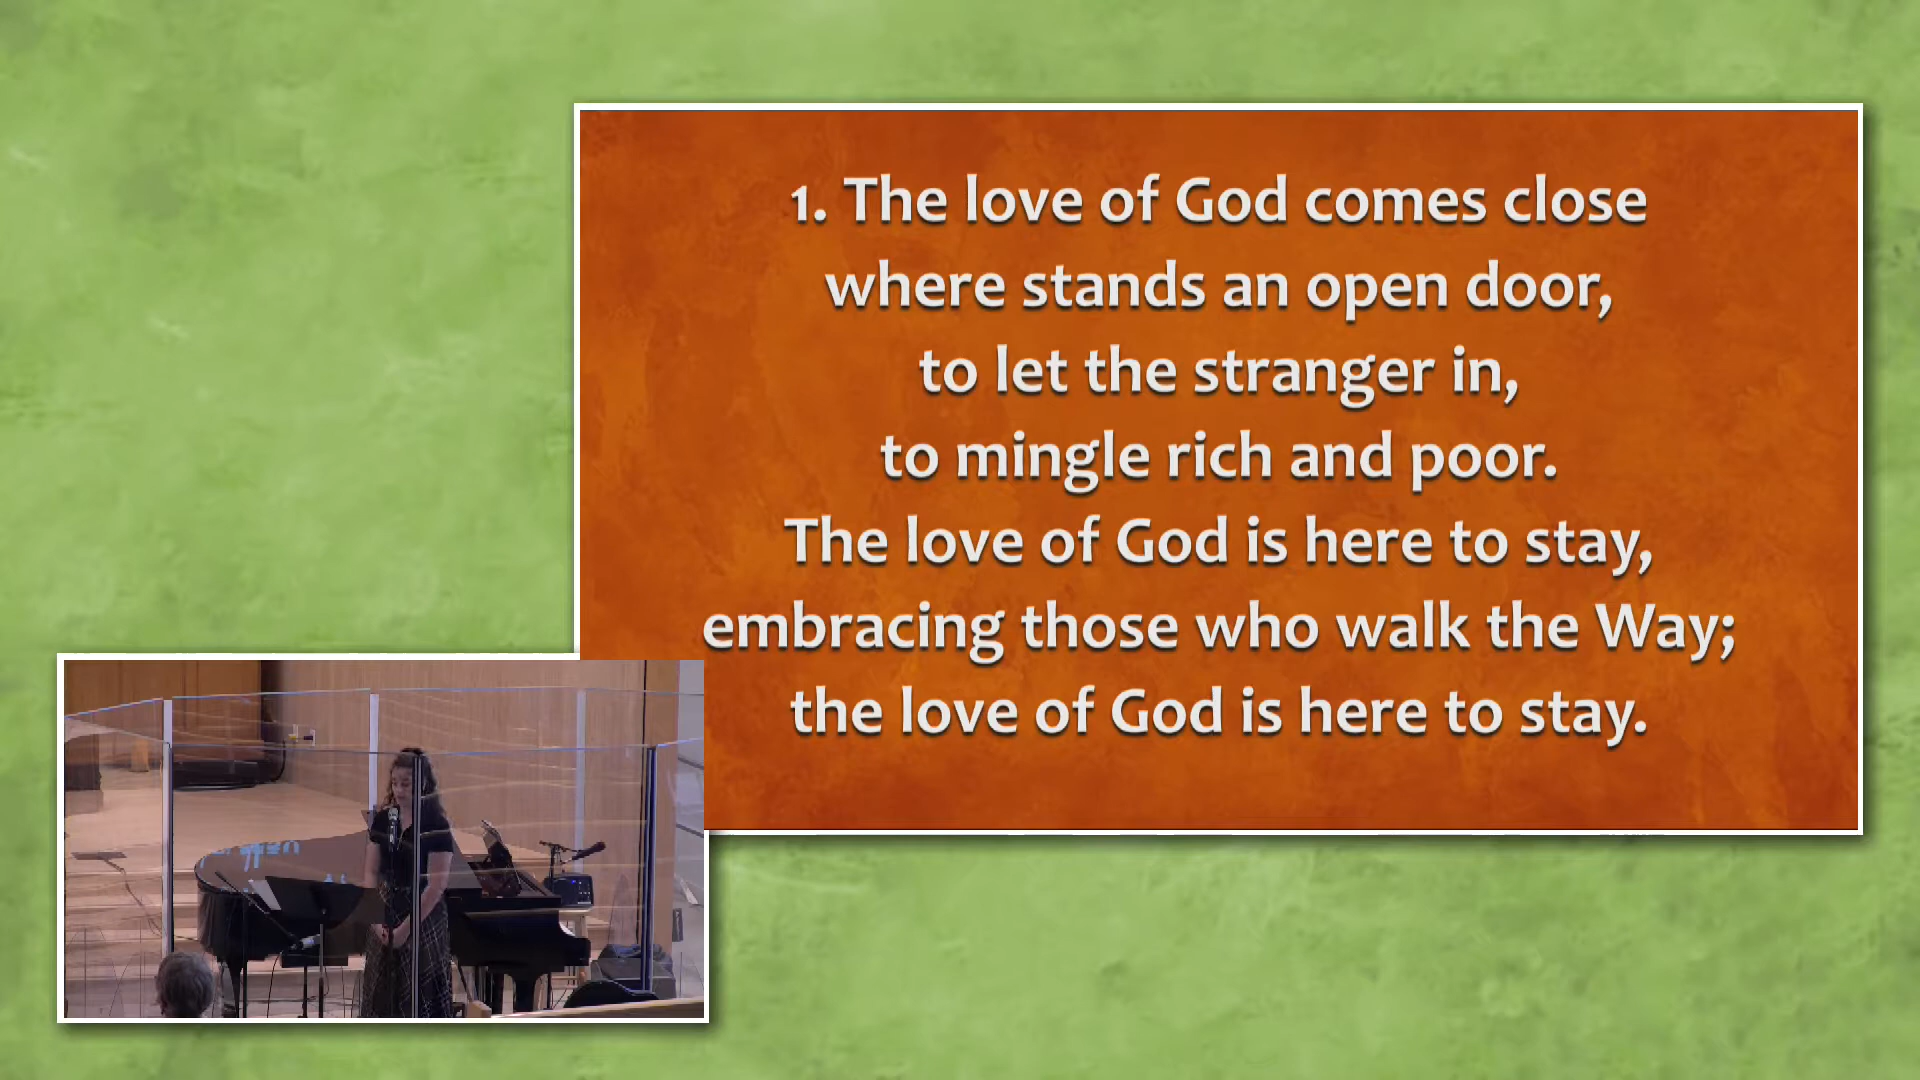 1. The love of God comes close
where stands an open door,
to let the stranger in,
to mingle rich and poor.
The love of God is here to stay,
embracing those who walk the Way;
the love of God is here to stay.